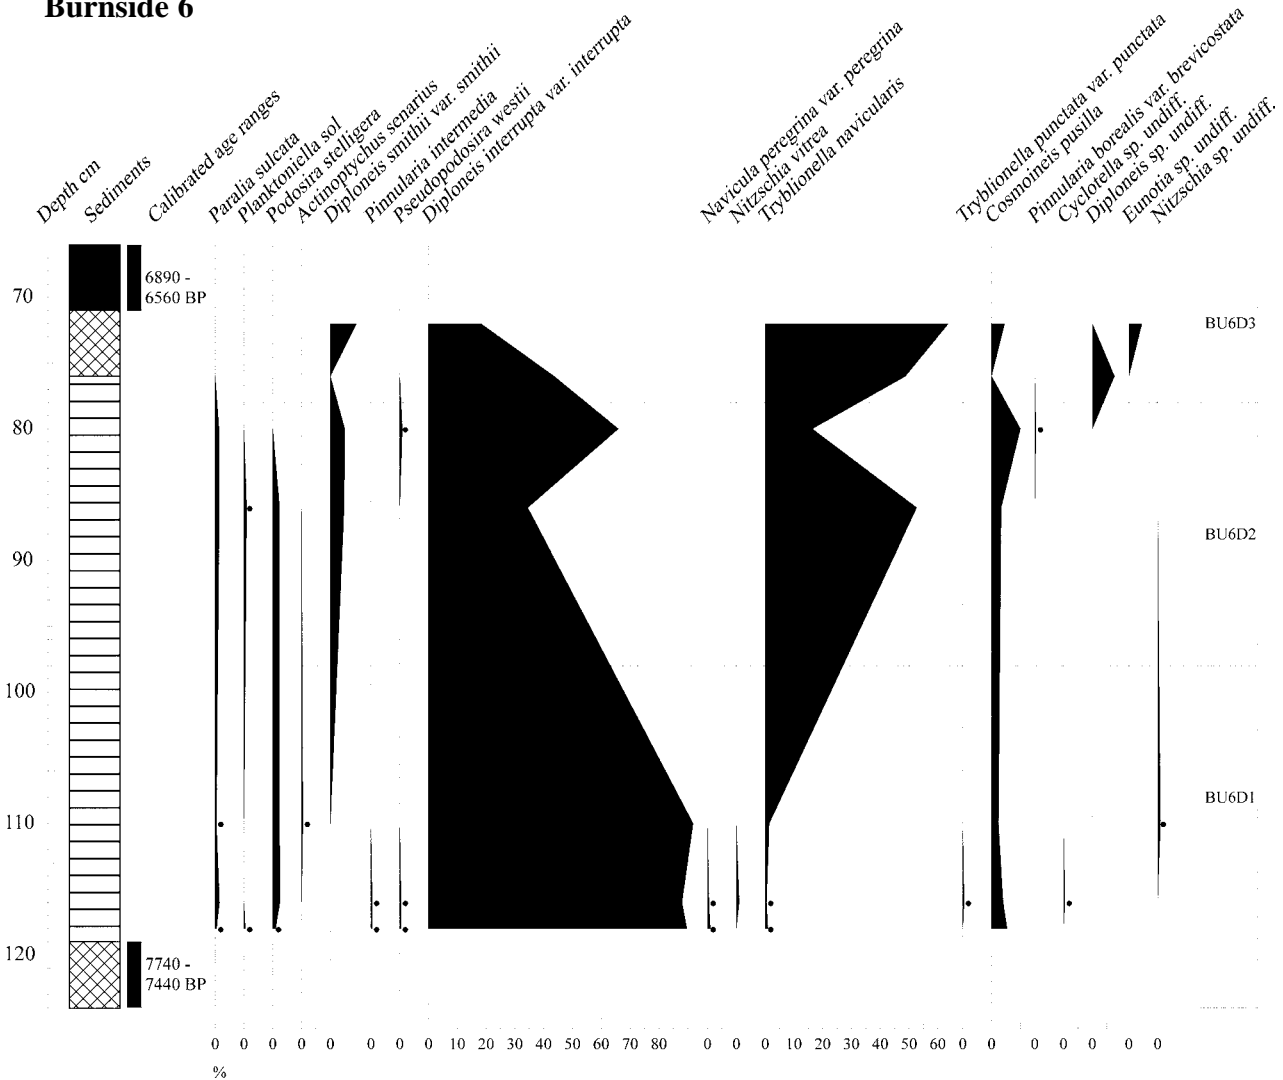 Burnside 6
Depth cm
Sediments
Calibrated age ranges
Paralia sulcata
Planktoniella sol
Podosira stelligera
Actinoptychus senarius
Diploneis smithii var. smithii
Pinnularia intermedia
Pseudopodosira westii
Diploneis interrupta var. interrupta
Navicula peregrina var. peregrina
Nitzschia vitrea
Tryblionella navicularis
Tryblionella punctata var. punctata
Cosmoineis pusilla
Pinnularia borealis var. brevicostata
Cyclotella sp. undiff.
Diploneis sp. undiff.
Eunotia sp. undiff.
Nitzschia sp. undiff.
6890 -
6560 BP
70
80
90
100
110
120
7740 -
7440 BP
BU6D3
BU6D2
BU6D1
0 0 0 0 0 0 0 0 10 20 30 40 50 60 70 80 0 0 0 10 20 30 40 50 60 0 0 0 0 0 0 0
%